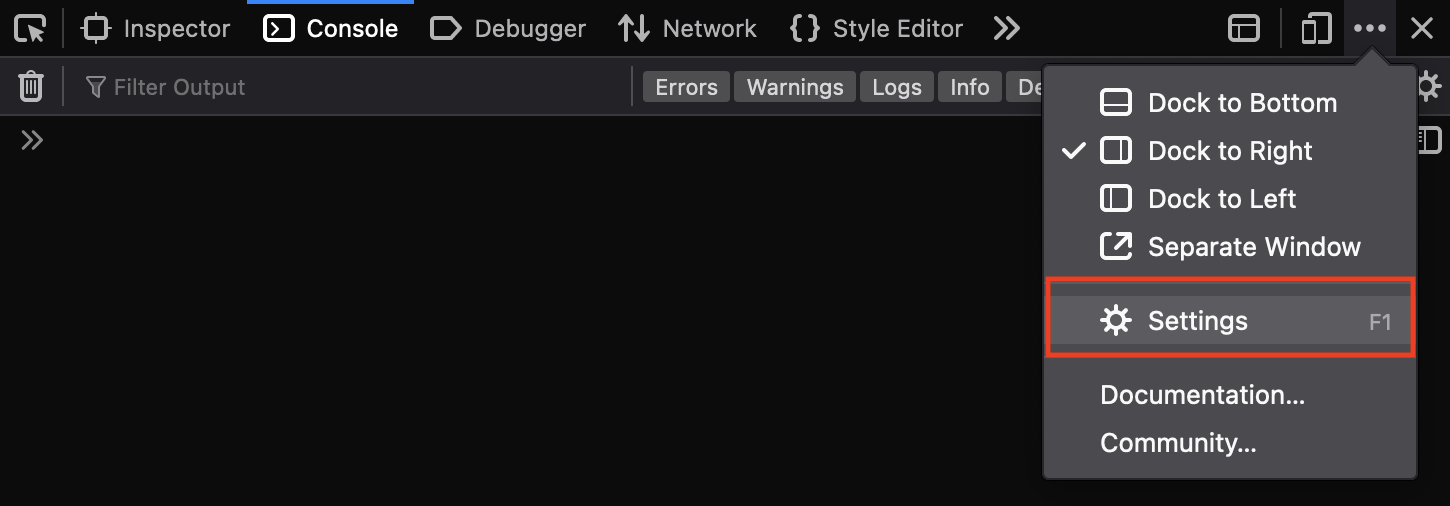 Inspector Console Debugger Network Style Editor
Filter Output Errors Warnings Logs Info De
Dock to Bottom
Dock to Right
Dock to Left
Separate Window
Settings F1
Documentation...
Community...